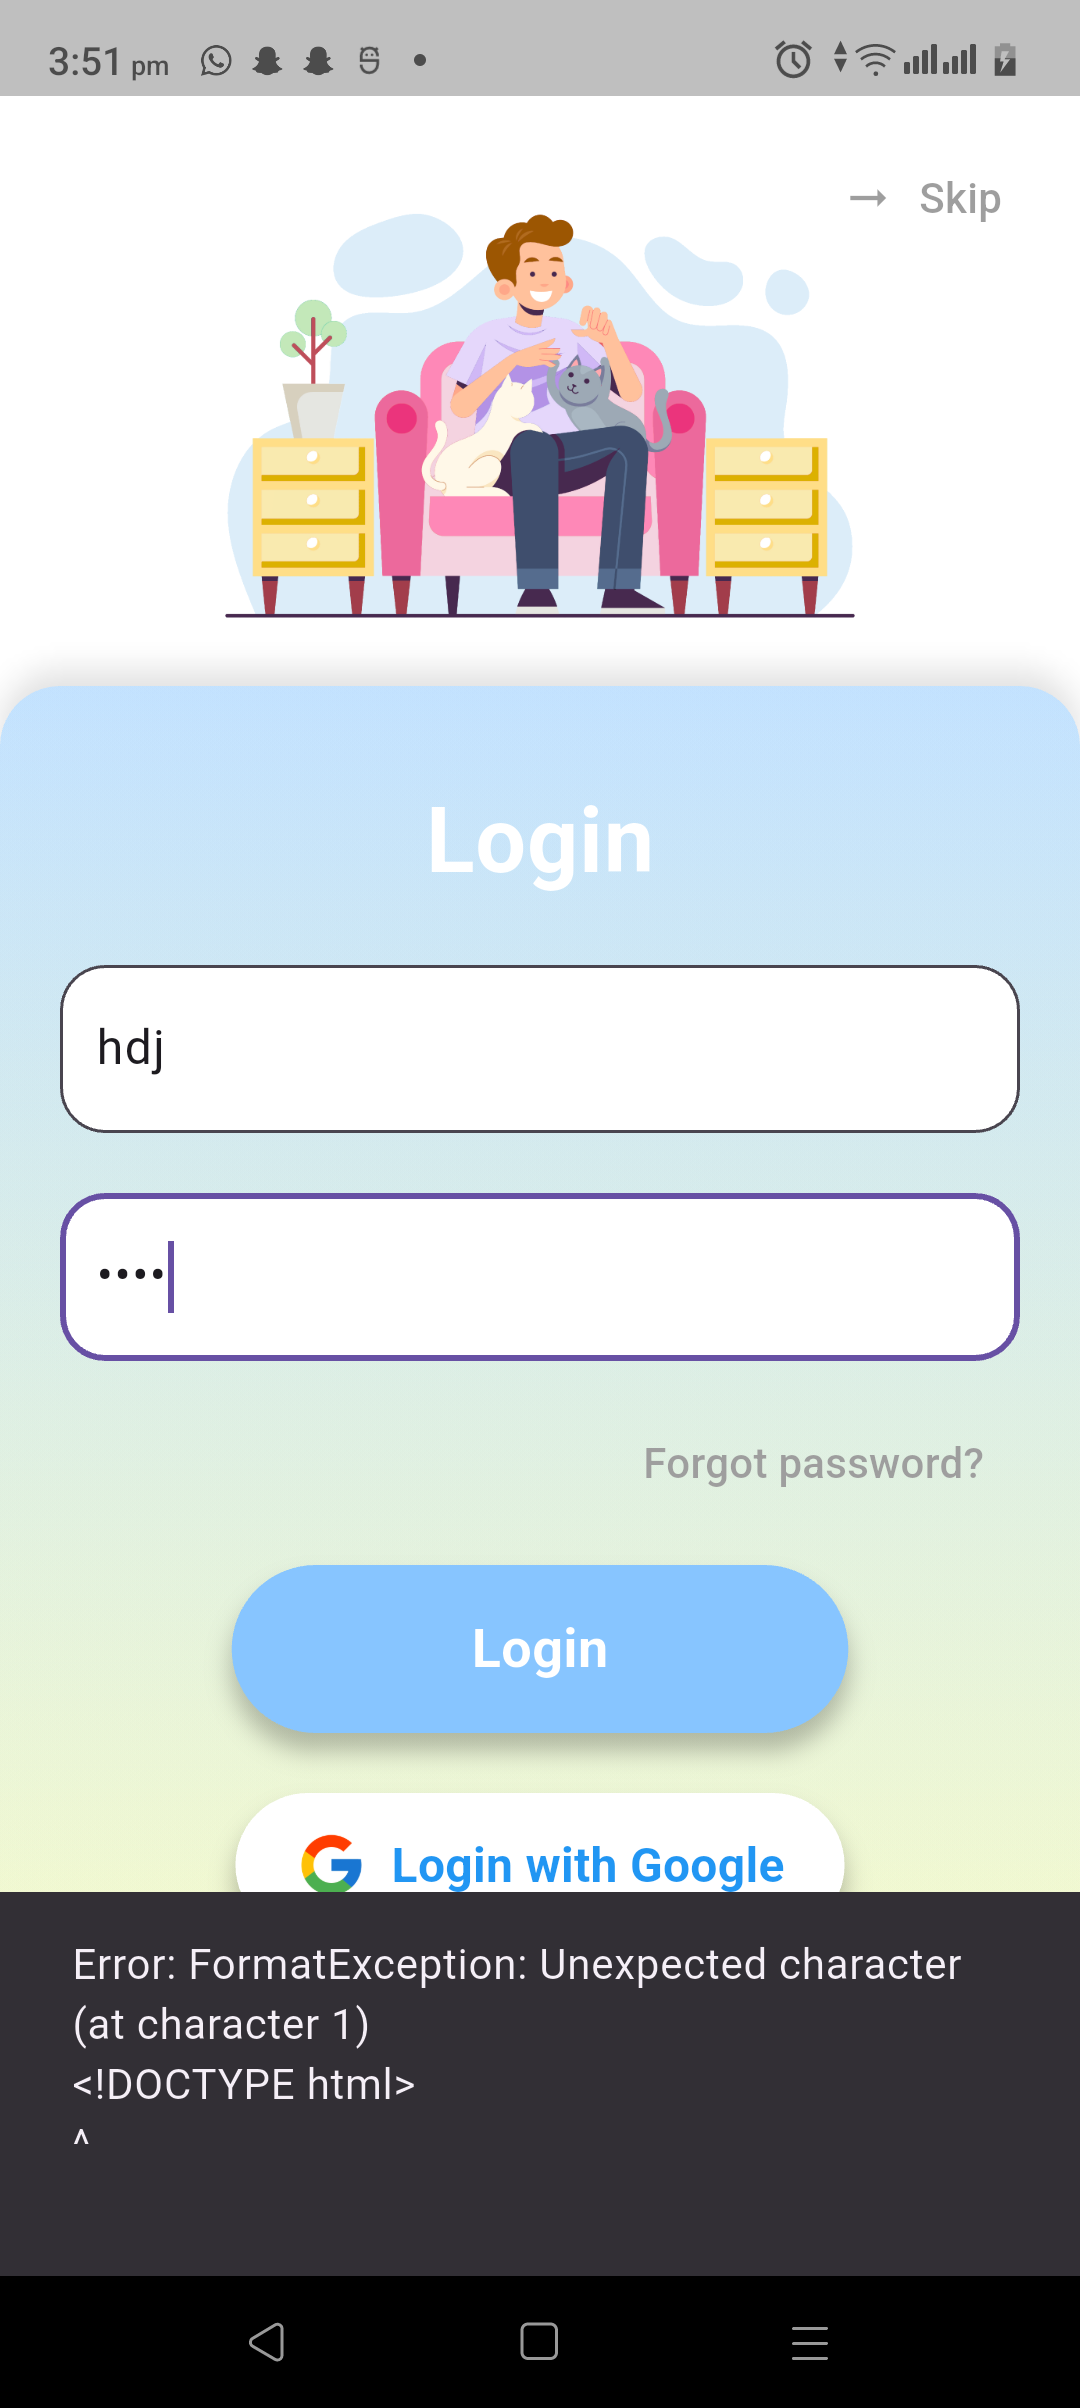 3:51 pm
Skip
Login
hdj
••••
Forgot password?
Login
Login with Google
Error: FormatException: Unexpected character
(at character 1)
<!DOCTYPE html>
^